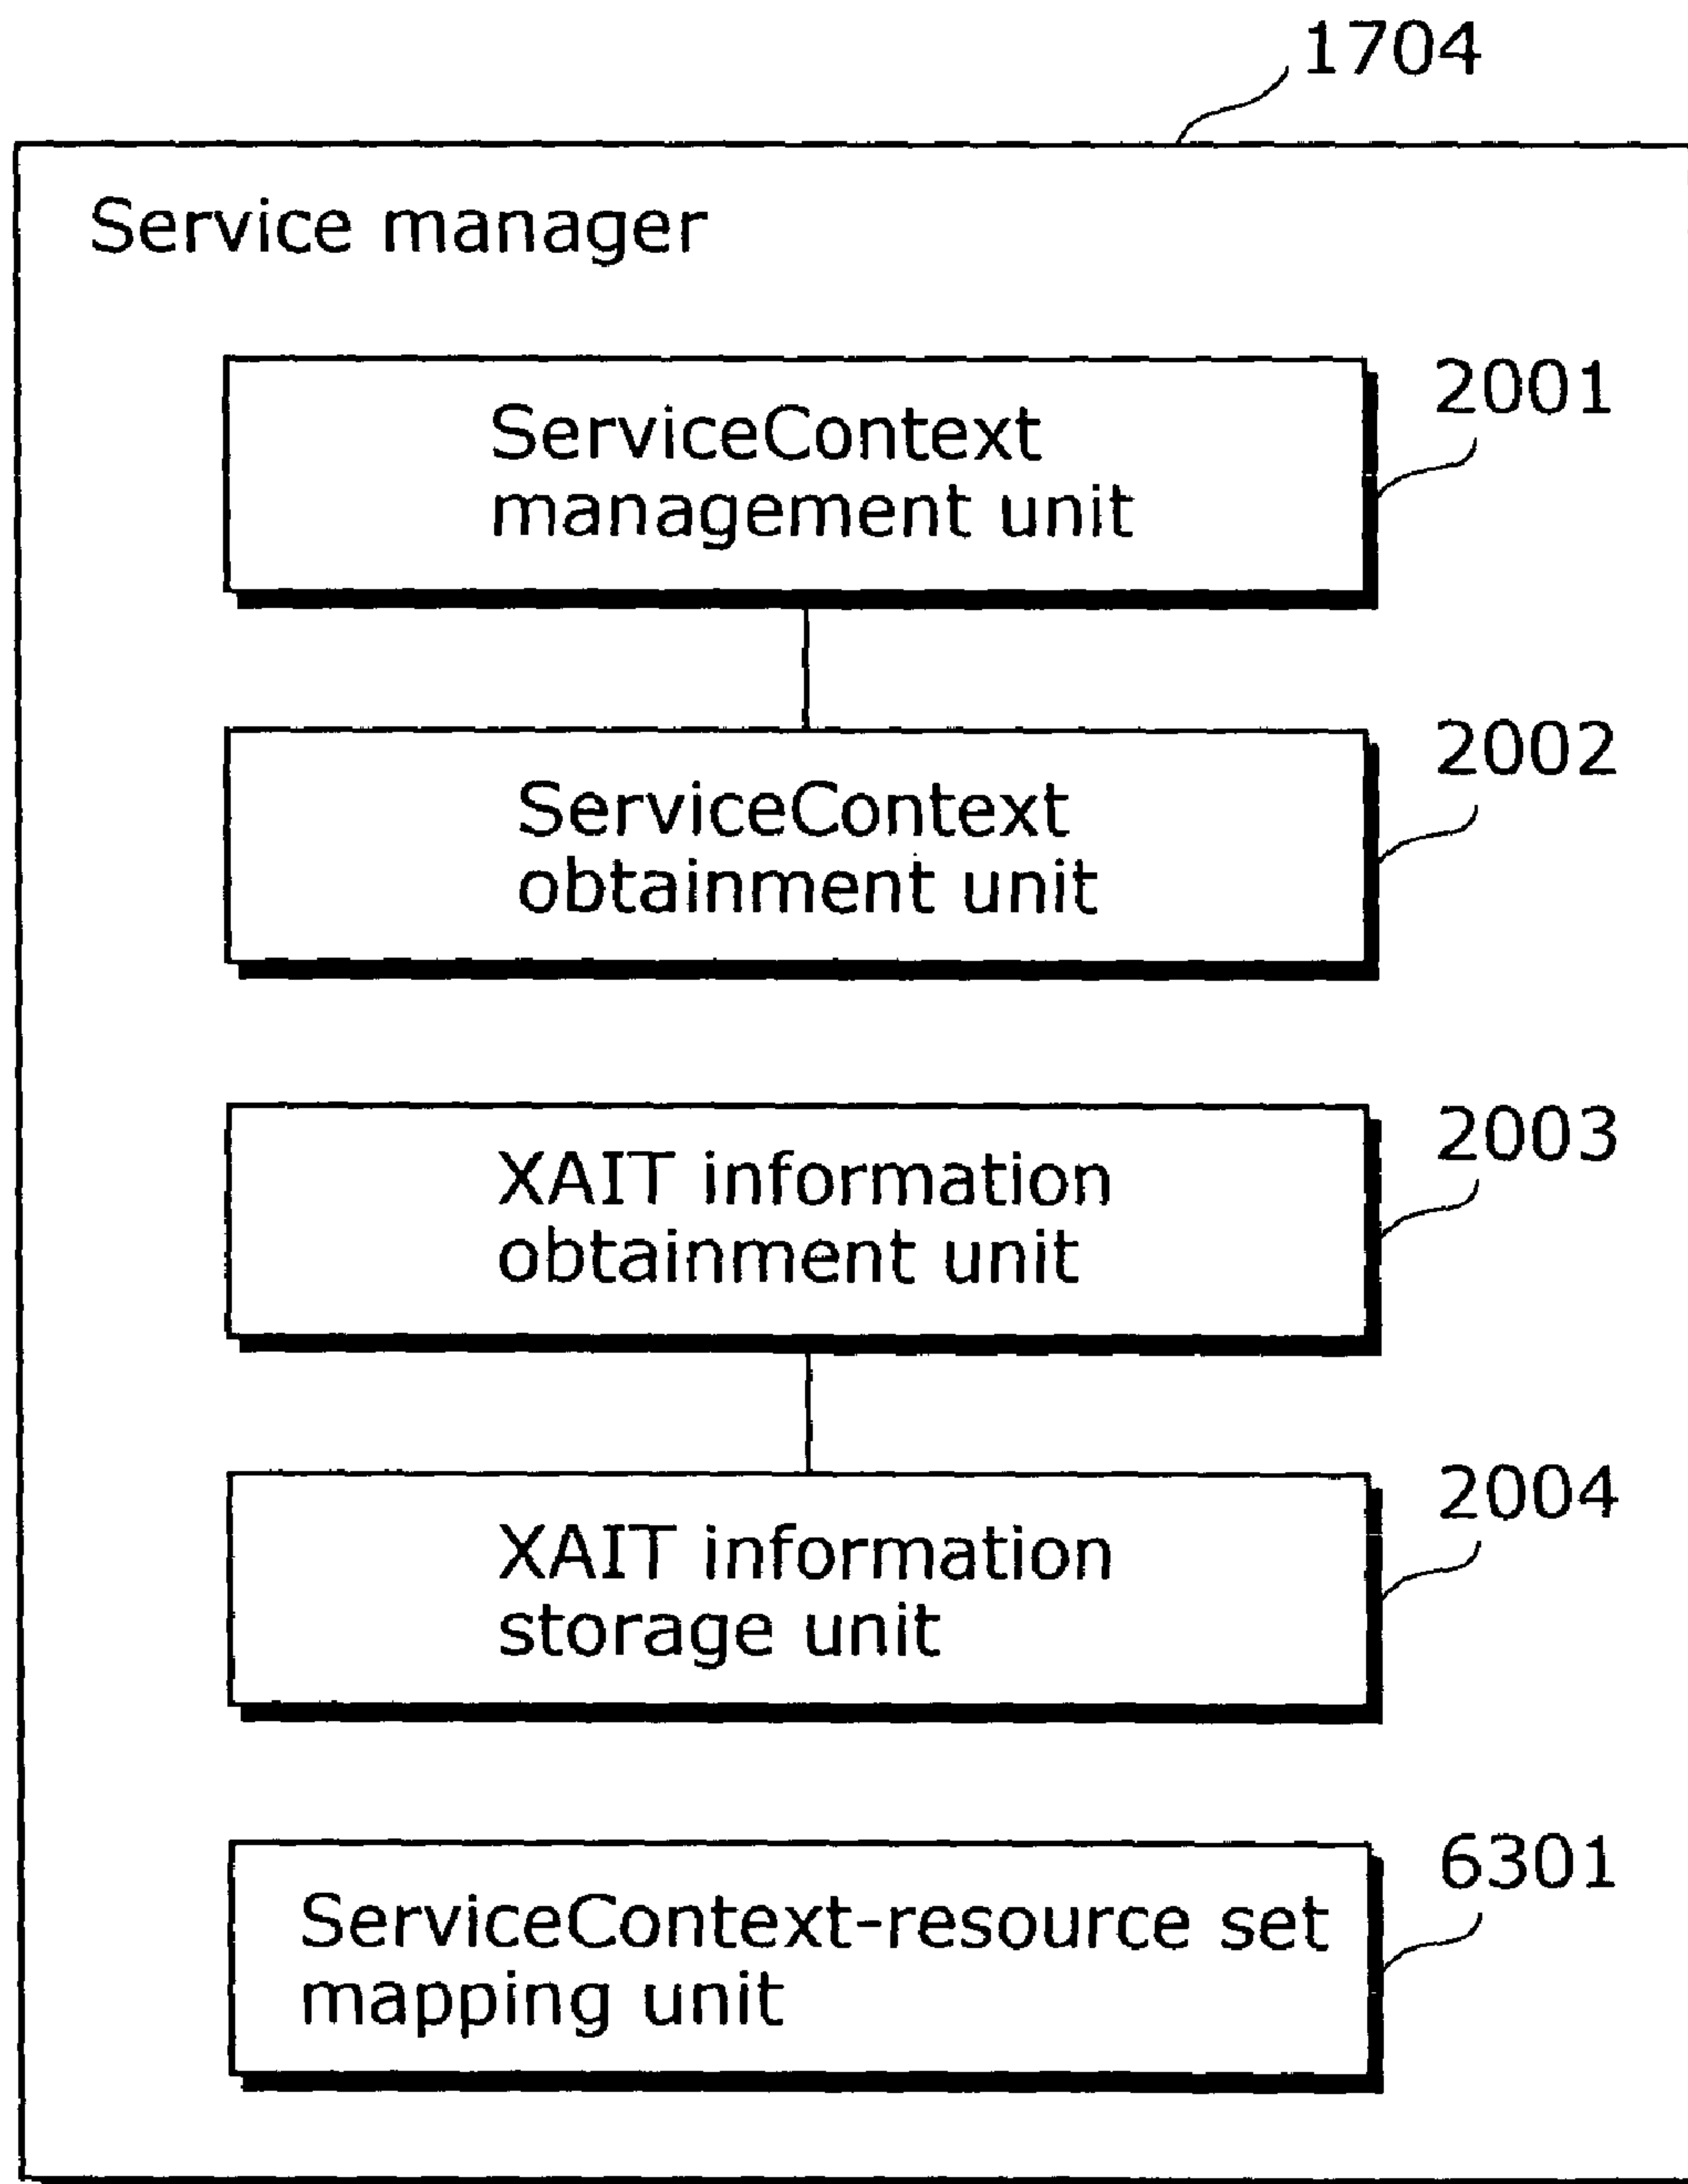 1704
Service manager
ServiceContext
management unit
2001
ServiceContext
obtainment unit
2002
XAIT information
obtainment unit
2003
XAIT information
storage unit
2004
ServiceContext-resource set
mapping unit
6301